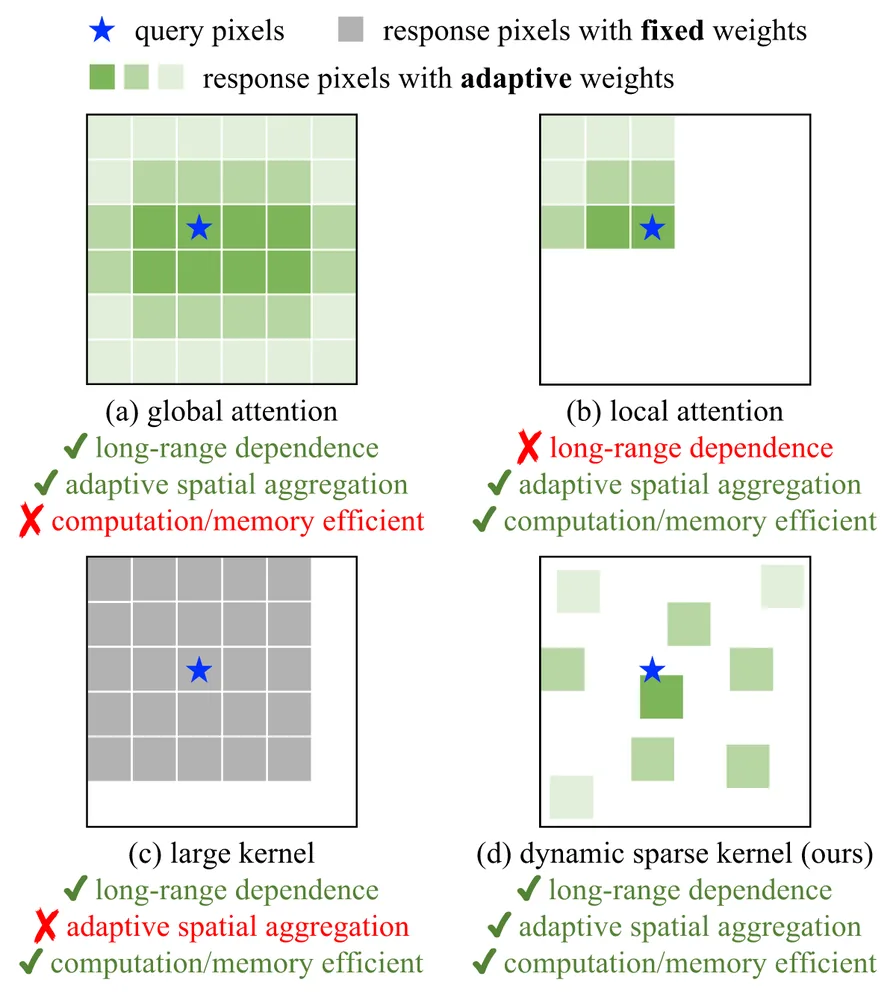 query pixels response pixels with fixed weights
response pixels with adaptive weights
(a) global attention
✔ long-range dependence
✔ adaptive spatial aggregation
✘ computation/memory efficient
(b) local attention
✘ long-range dependence
✔ adaptive spatial aggregation
✔ computation/memory efficient
(c) large kernel
✔ long-range dependence
✘ adaptive spatial aggregation
✔ computation/memory efficient
(d) dynamic sparse kernel (ours)
✔ long-range dependence
✔ adaptive spatial aggregation
✔ computation/memory efficient